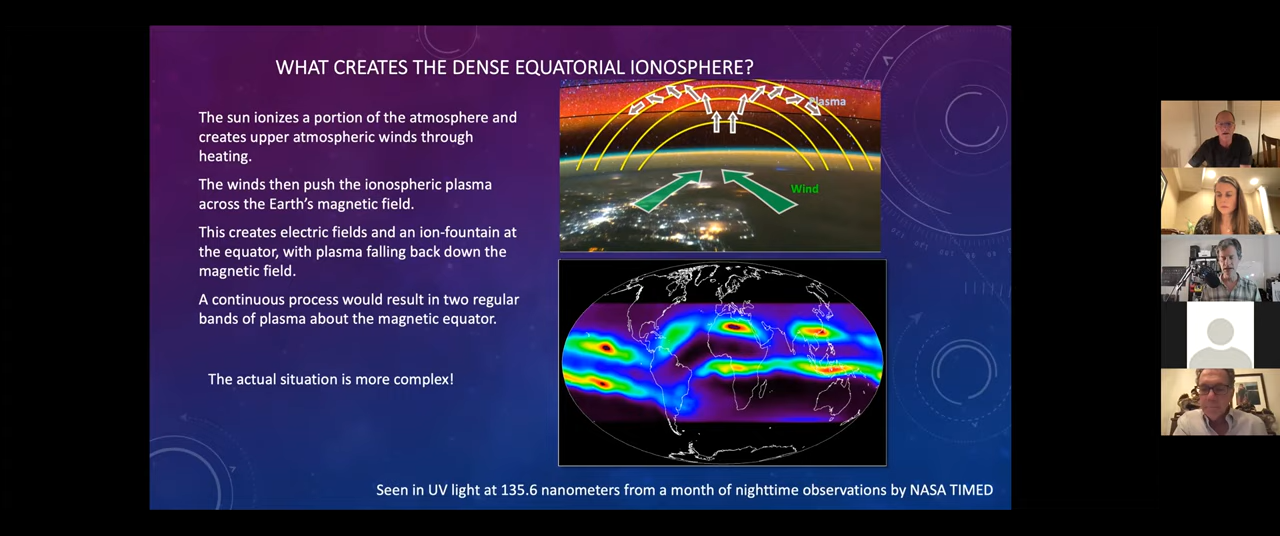 WHAT CREATES THE DENSE EQUATORIAL IONOSPHERE?
The sun ionizes a portion of the atmosphere and
creates upper atmospheric winds through
heating.
The winds then push the ionospheric plasma
across the Earth's magnetic field.
This creates electric fields and an ion-fountain at
the equator, with plasma falling back down the
magnetic field.
A continuous process would result in two regular
bands of plasma about the magnetic equator.
The actual situation is more complex!
Plasma
Wind
Seen in UV light at 135.6 nanometers from a month of nighttime observations by NASA TIMED